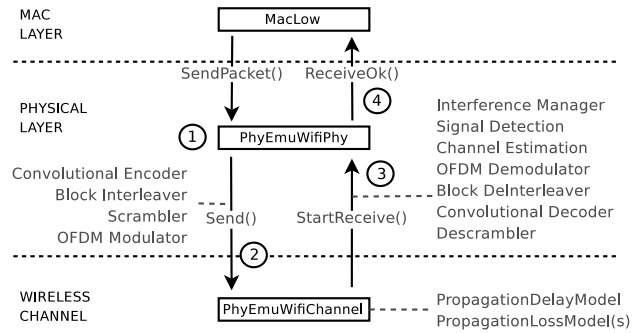 MAC
LAYER
MacLow
SendPacket()
ReceiveOk()
PHYSICAL
LAYER
1
PhyEmuWifiPhy
4
Interference Manager
Signal Detection
Channel Estimation
OFDM Demodulator
Block DeInterleaver
Convolutional Decoder
Descrambler
Convolutional Encoder
Block Interleaver
Scrambler
OFDM Modulator
Send()
3
StartReceive()
2
WIRELESS
CHANNEL
PhyEmuWifiChannel
PropagationDelayModel
PropagationLossModel(s)